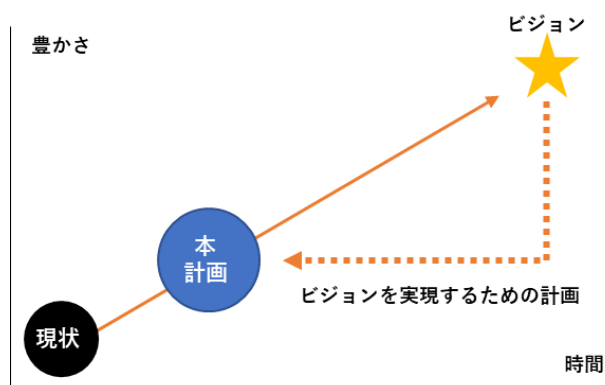 ビジョン
豊かさ
本
計画
ビジョンを実現するための計画
現状
時間